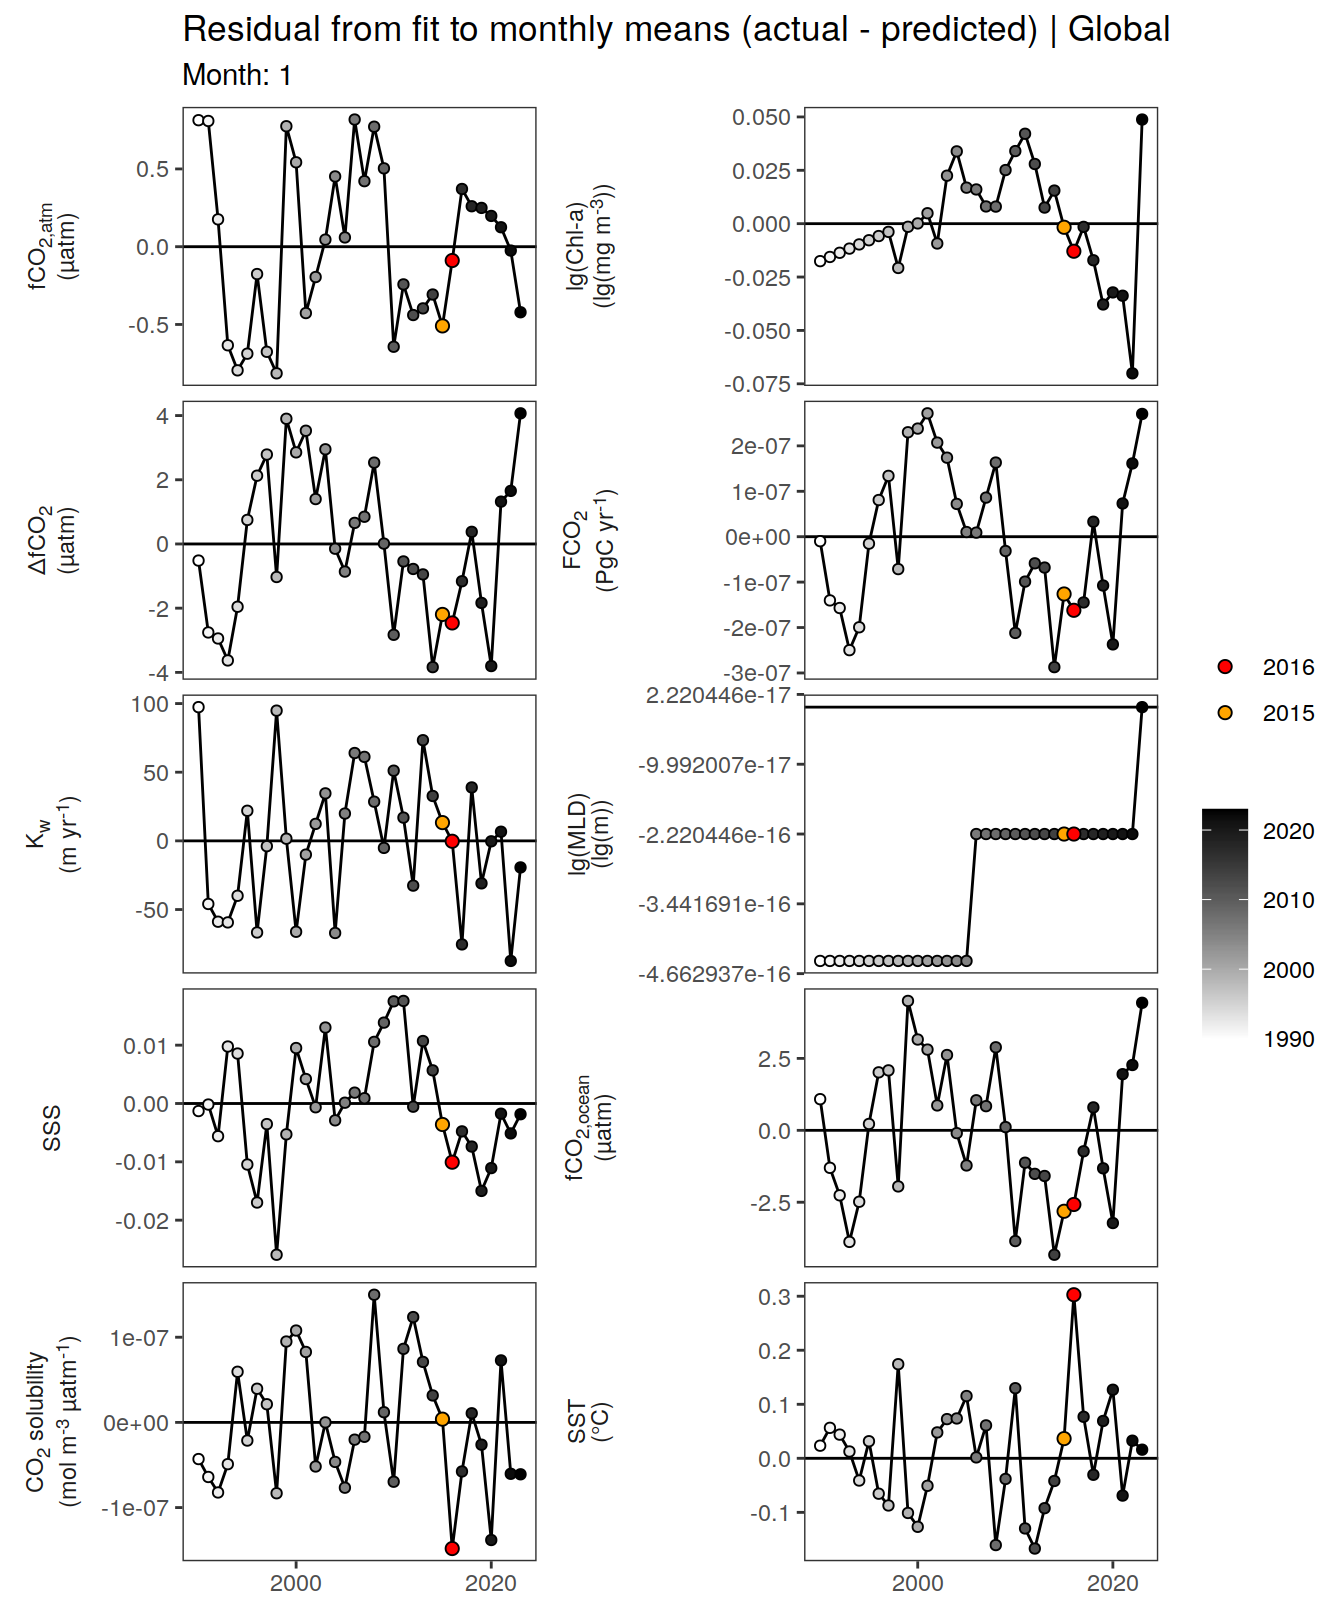 Residual from fit to monthly means (actual - predicted) | Global
Month: 1
fCO2,atm
(µatm)
0.5
0.0
-0.5
lg(Chl-a)
(lg(mg m-3))
0.050
0.025
0.000
-0.025
-0.050
-0.075
ΔfCO2
(µatm)
4
2
0
-2
-4
FCO2
(PgC yr-1)
2e-07
1e-07
0e+00
-1e-07
-2e-07
-3e-07
Kw
(m yr-1)
100
50
0
-50
lg(MLD)
(lg(m))
2.220446e-17
-9.992007e-17
-2.220446e-16
-3.441691e-16
-4.662937e-16
SSS
0.01
0.00
-0.01
-0.02
fCO2,ocean
(µatm)
2.5
0.0
-2.5
CO2 solubility
(mol m-3 µatm-1)
1e-07
0e+00
-1e-07
2000
2020
SST
(°C)
0.3
0.2
0.1
0.0
-0.1
2000
2020
2016
2015
2020
2010
2000
1990